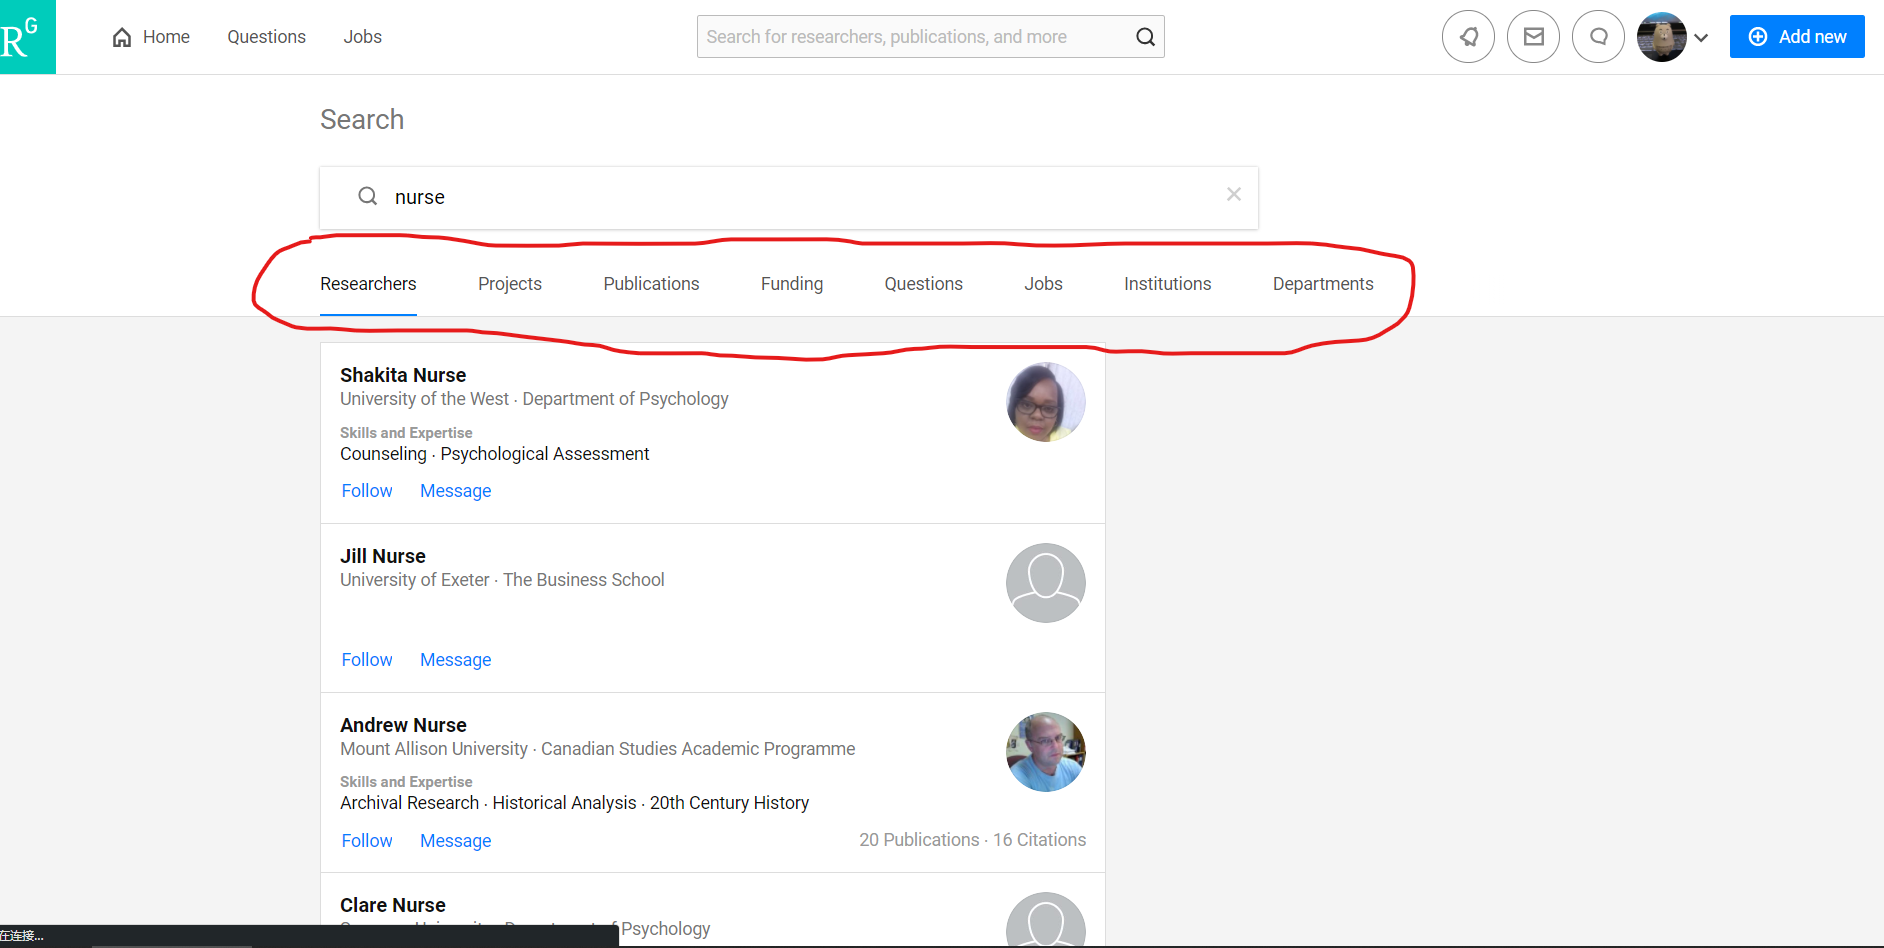 RG
Home Questions Jobs
Search for researchers, publications, and more
Add new
Search
nurse
Researchers Projects Publications Funding Questions Jobs Institutions Departments
Shakita Nurse
University of the West · Department of Psychology
Skills and Expertise
Counseling · Psychological Assessment
Follow Message
Jill Nurse
University of Exeter · The Business School
Follow Message
Andrew Nurse
Mount Allison University · Canadian Studies Academic Programme
Skills and Expertise
Archival Research · Historical Analysis · 20th Century History
Follow Message
20 Publications · 16 Citations
Clare Nurse
Psychology
在连接...